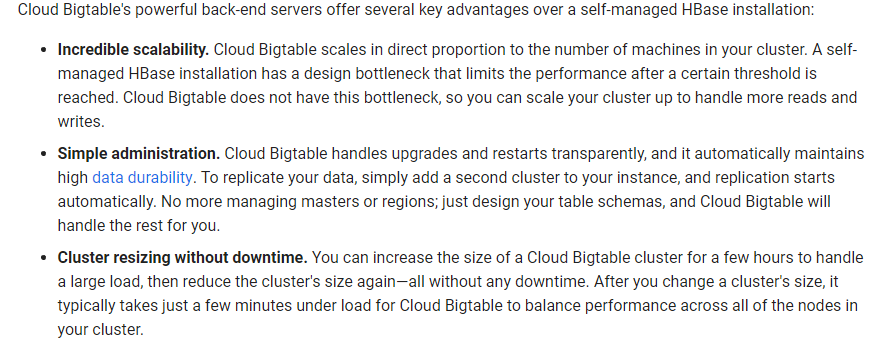 Cloud Bigtable's powerful back-end servers offer several key advantages over a self-managed HBase installation:
• Incredible scalability. Cloud Bigtable scales in direct proportion to the number of machines in your cluster. A self-
managed HBase installation has a design bottleneck that limits the performance after a certain threshold is
reached. Cloud Bigtable does not have this bottleneck, so you can scale your cluster up to handle more reads and
writes.
• Simple administration. Cloud Bigtable handles upgrades and restarts transparently, and it automatically maintains
high data durability. To replicate your data, simply add a second cluster to your instance, and replication starts
automatically. No more managing masters or regions; just design your table schemas, and Cloud Bigtable will
handle the rest for you.
• Cluster resizing without downtime. You can increase the size of a Cloud Bigtable cluster for a few hours to handle
a large load, then reduce the cluster's size again—all without any downtime. After you change a cluster's size, it
typically takes just a few minutes under load for Cloud Bigtable to balance performance across all of the nodes in
your cluster.